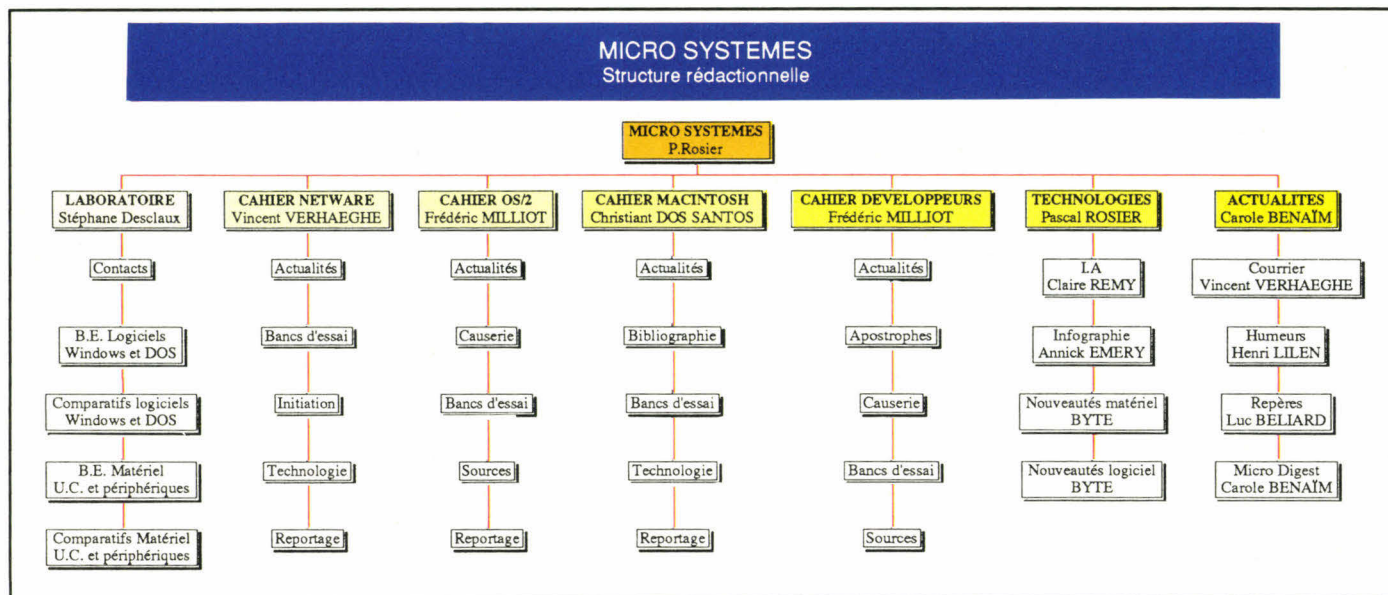 MICRO SYSTEMES
Structure rédactionnelle
MICRO SYSTEMES
P.Rosier
LABORATOIRE
Stéphane Desclaux
Contacts
B.E. Logiciels
Windows et DOS
Comparatifs logiciels
Windows et DOS
B.E. Matériel
U.C. et périphériques
Comparatifs Matériel
U.C. et périphériques
CAHIER NETWARE
Vincent VERHAEGHE
Actualités
Bancs d'essai
Initiation
Technologie
Reportage
CAHIER OS/2
Frédéric MILLIOT
Actualités
Causerie
Bancs d'essai
Sources
Reportage
CAHIER MACINTOSH
Christiant DOS SANTOS
Actualités
Bibliographie
Bancs d'essai
Technologie
Reportage
CAHIER DEVELOPPEURS
Frédéric MILLIOT
Actualités
Apostrophes
Causerie
Bancs d'essai
Sources
TECHNOLOGIES
Pascal ROSIER
I.A
Claire REMY
Infographie
Annick EMERY
Nouveautés matériel
BYTE
Nouveautés logiciel
BYTE
ACTUALITES
Carole BENAÏM
Courrier
Vincent VERHAEGHE
Humeurs
Henri LILEN
Repères
Luc BELIARD
Micro Digest
Carole BENAÏM